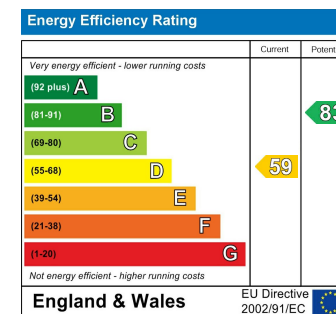 Energy Efficiency Rating
Current Potent
Very energy efficient - lower running costs
(92 plus) A
(81-91) B 83
(69-80) C
(55-68) D 59
(39-54) E
(21-38) F
(1-20) G
Not energy efficient - higher running costs
England & Wales
EU Directive
2002/91/EC